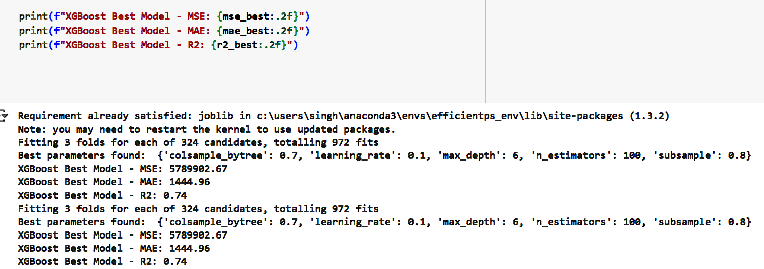 print(f"XGBoost Best Model - MSE: {mse_best:.2f}")
print(f"XGBoost Best Model - MAE: {mae_best:.2f}")
print(f"XGBoost Best Model - R2: {r2_best:.2f}")
Requirement already satisfied: joblib in c:\users\singh\anaconda3\envs\efficientps_env\lib\site-packages (1.3.2)
Note: you may need to restart the kernel to use updated packages.
Fitting 3 folds for each of 324 candidates, totalling 972 fits
Best parameters found:  {'colsample_bytree': 0.7, 'learning_rate': 0.1, 'max_depth': 6, 'n_estimators': 100, 'subsample': 0.8}
XGBoost Best Model - MSE: 5789902.67
XGBoost Best Model - MAE: 1444.96
XGBoost Best Model - R2: 0.74
Fitting 3 folds for each of 324 candidates, totalling 972 fits
Best parameters found:  {'colsample_bytree': 0.7, 'learning_rate': 0.1, 'max_depth': 6, 'n_estimators': 100, 'subsample': 0.8}
XGBoost Best Model - MSE: 5789902.67
XGBoost Best Model - MAE: 1444.96
XGBoost Best Model - R2: 0.74